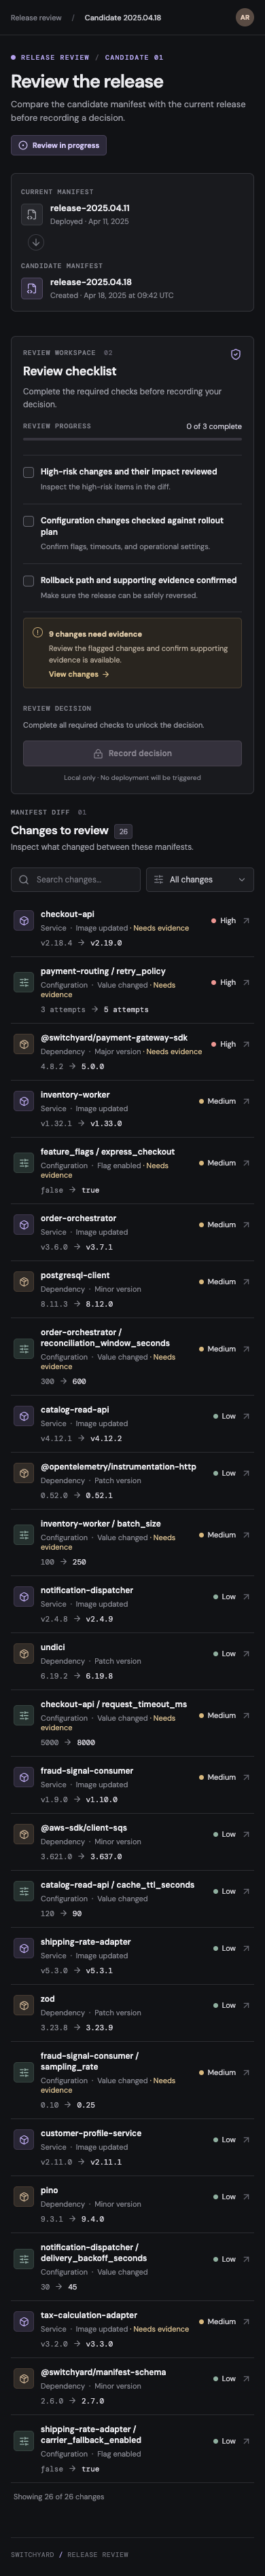 Release review / Candidate 2025.04.18
AR
RELEASE REVIEW / CANDIDATE 01
Review the release
Compare the candidate manifest with the current release
before recording a decision.
Review in progress
CURRENT MANIFEST
release-2025.04.11
Deployed · Apr 11, 2025
CANDIDATE MANIFEST
release-2025.04.18
Created · Apr 18, 2025 at 09:42 UTC
REVIEW WORKSPACE 02
Review checklist
Complete the required checks before recording your
decision.
REVIEW PROGRESS
0 of 3 complete
High-risk changes and their impact reviewed
Inspect the high-risk items in the diff.
Configuration changes checked against rollout
plan
Confirm flags, timeouts, and operational settings.
Rollback path and supporting evidence confirmed
Make sure the release can be safely reversed.
9 changes need evidence
Review the flagged changes and confirm supporting
evidence is available.
View changes →
REVIEW DECISION
Complete all required checks to unlock the decision.
Record decision
Local only · No deployment will be triggered
MANIFEST DIFF 01
Changes to review 26
Inspect what changed between these manifests.
Search changes...
All changes
checkout-api
Service · Image updated · Needs evidence
v2.18.4 → v2.19.0
High
payment-routing / retry_policy
Configuration · Value changed · Needs
evidence
3 attempts → 5 attempts
High
@switchyard/payment-gateway-sdk
Dependency · Major version · Needs evidence
4.8.2 → 5.0.0
High
inventory-worker
Service · Image updated
v1.32.1 → v1.33.0
Medium
feature_flags / express_checkout
Configuration · Flag enabled · Needs
evidence
false → true
Medium
order-orchestrator
Service · Image updated
v3.6.0 → v3.7.1
Medium
postgresql-client
Dependency · Minor version
8.11.3 → 8.12.0
Medium
order-orchestrator /
reconciliation_window_seconds
Configuration · Value changed · Needs
evidence
300 → 600
Medium
catalog-read-api
Service · Image updated
v4.12.1 → v4.12.2
Low
@opentelemetry/instrumentation-http
Dependency · Patch version
0.52.0 → 0.52.1
Low
inventory-worker / batch_size
Configuration · Value changed · Needs
evidence
100 → 250
Medium
notification-dispatcher
Service · Image updated
v2.4.8 → v2.4.9
Low
undici
Dependency · Patch version
6.19.2 → 6.19.8
Low
checkout-api / request_timeout_ms
Configuration · Value changed · Needs
evidence
5000 → 8000
Medium
fraud-signal-consumer
Service · Image updated
v1.9.0 → v1.10.0
Medium
@aws-sdk/client-sqs
Dependency · Minor version
3.621.0 → 3.637.0
Low
catalog-read-api / cache_ttl_seconds
Configuration · Value changed
120 → 90
Low
shipping-rate-adapter
Service · Image updated
v5.3.0 → v5.3.1
Low
zod
Dependency · Patch version
3.23.8 → 3.23.9
Low
fraud-signal-consumer /
sampling_rate
Configuration · Value changed · Needs
evidence
0.10 → 0.25
Medium
customer-profile-service
Service · Image updated
v2.11.0 → v2.11.1
Low
pino
Dependency · Minor version
9.3.1 → 9.4.0
Low
notification-dispatcher /
delivery_backoff_seconds
Configuration · Value changed
30 → 45
Low
tax-calculation-adapter
Service · Image updated · Needs evidence
v3.2.0 → v3.3.0
Medium
@switchyard/manifest-schema
Dependency · Minor version
2.6.0 → 2.7.0
Low
shipping-rate-adapter /
carrier_fallback_enabled
Configuration · Flag enabled
false → true
Low
Showing 26 of 26 changes
SWITCHYARD / RELEASE REVIEW